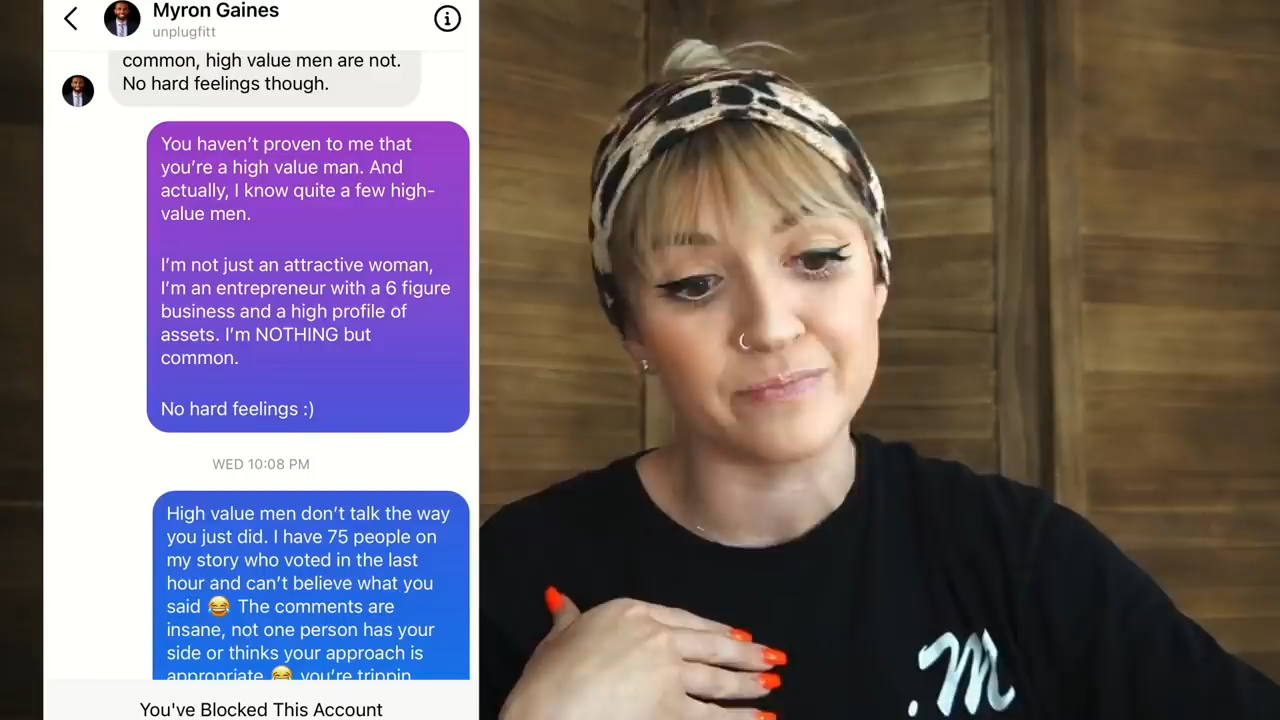 Myron Gaines
unplugfitt
common, high value men are not.
No hard feelings though.
You haven’t proven to me that
you’re a high value man. And
actually, I know quite a few high-
value men.
I’m not just an attractive woman,
I’m an entrepreneur with a 6 figure
business and a high profile of
assets. I’m NOTHING but
common.
No hard feelings :)
WED 10:08 PM
High value men don’t talk the way
you just did. I have 75 people on
my story who voted in the last
hour and can’t believe what you
said 😂 The comments are
insane, not one person has your
side or thinks your approach is
appropriate 😂 you’re trippin
You've Blocked This Account
.M